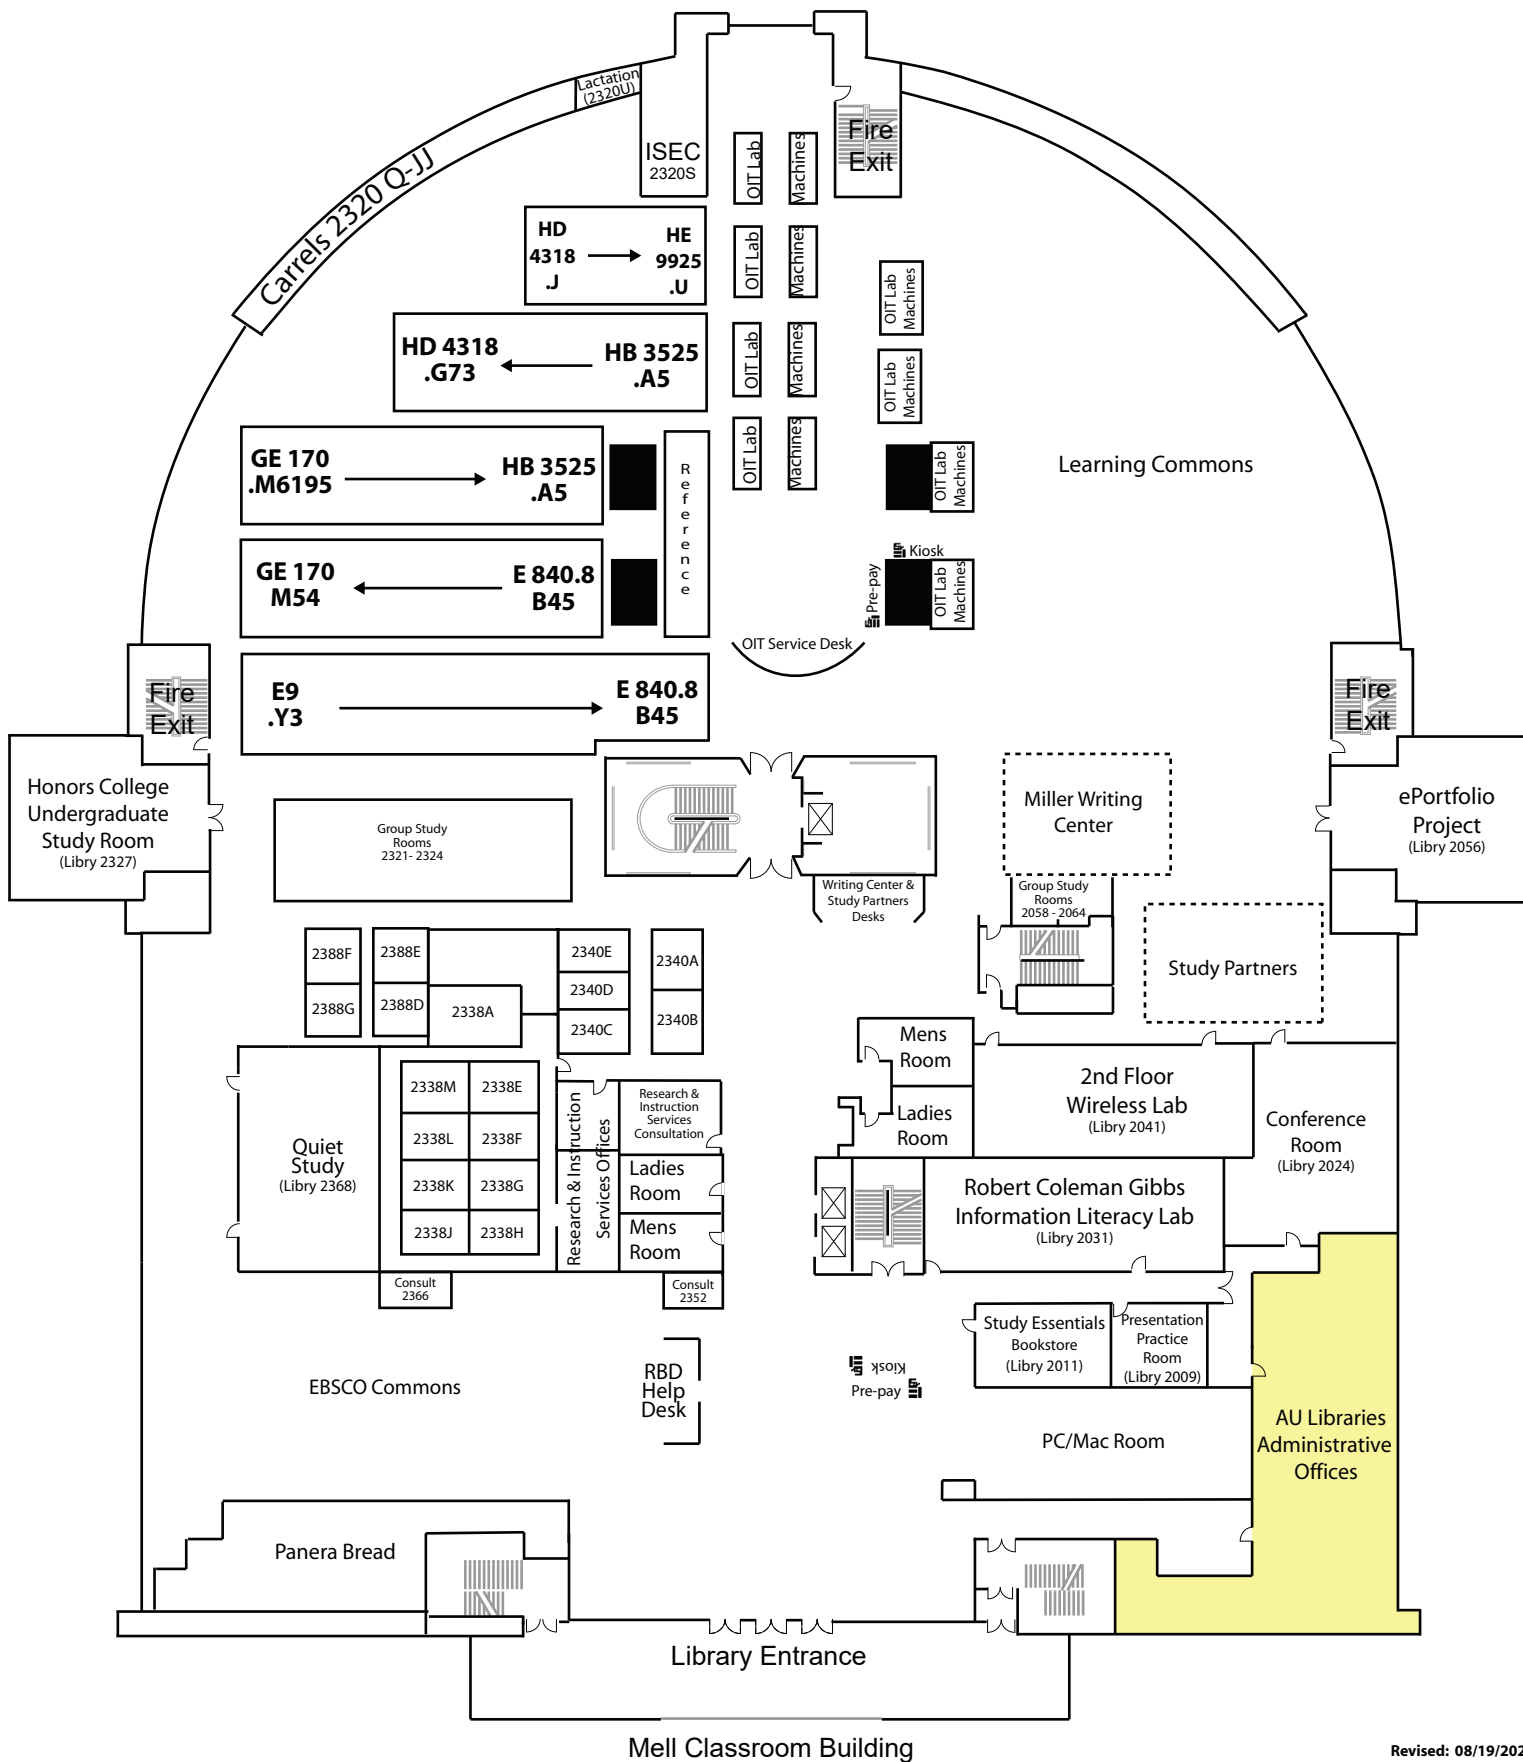 Lactation
(2320U)
ISEC
2320S
Fire
Exit
Carrels 2320 Q-JJ
OIT Lab
Machines
OIT Lab
Machines
OIT Lab
Machines
OIT Lab
Machines
OIT Lab
Machines
OIT Lab
Machines
OIT Lab
Machines
OIT Lab
Machines
HD
4318
.J
HE
9925
.U
HD 4318
.G73
HB 3525
.A5
GE 170
.M6195
HB 3525
.A5
Reference
Learning Commons
GE 170
M54
E 840.8
B45
Kiosk
Pre-pay
OIT Service Desk
E9
.Y3
E 840.8
B45
Fire
Exit
Fire
Exit
Honors College
Undergraduate
Study Room
(Libry 2327)
Group Study
Rooms
2321- 2324
Miller Writing
Center
ePortfolio
Project
(Libry 2056)
Writing Center &
Study Partners
Desks
Group Study
Rooms
2058 - 2064
Study Partners
2388F
2388E
2340E
2340A
2340D
2388G
2388D
2338A
2340C
2340B
Mens
Room
Ladies
Room
2nd Floor
Wireless Lab
(Libry 2041)
Conference
Room
(Libry 2024)
Quiet
Study
(Libry 2368)
2338M
2338E
2338L
2338F
2338K
2338G
2338J
2338H
Research & Instruction
Services Offices
Research &
Instruction
Services
Consultation
Ladies
Room
Mens
Room
Robert Coleman Gibbs
Information Literacy Lab
(Libry 2031)
Consult
2366
Consult
2352
Study Essentials
Bookstore
(Libry 2011)
Presentation
Practice
Room
(Libry 2009)
EBSCO Commons
RBD
Help
Desk
Kiosk
Pre-pay
PC/Mac Room
AU Libraries
Administrative
Offices
Panera Bread
Library Entrance
Mell Classroom Building
Revised: 08/19/202